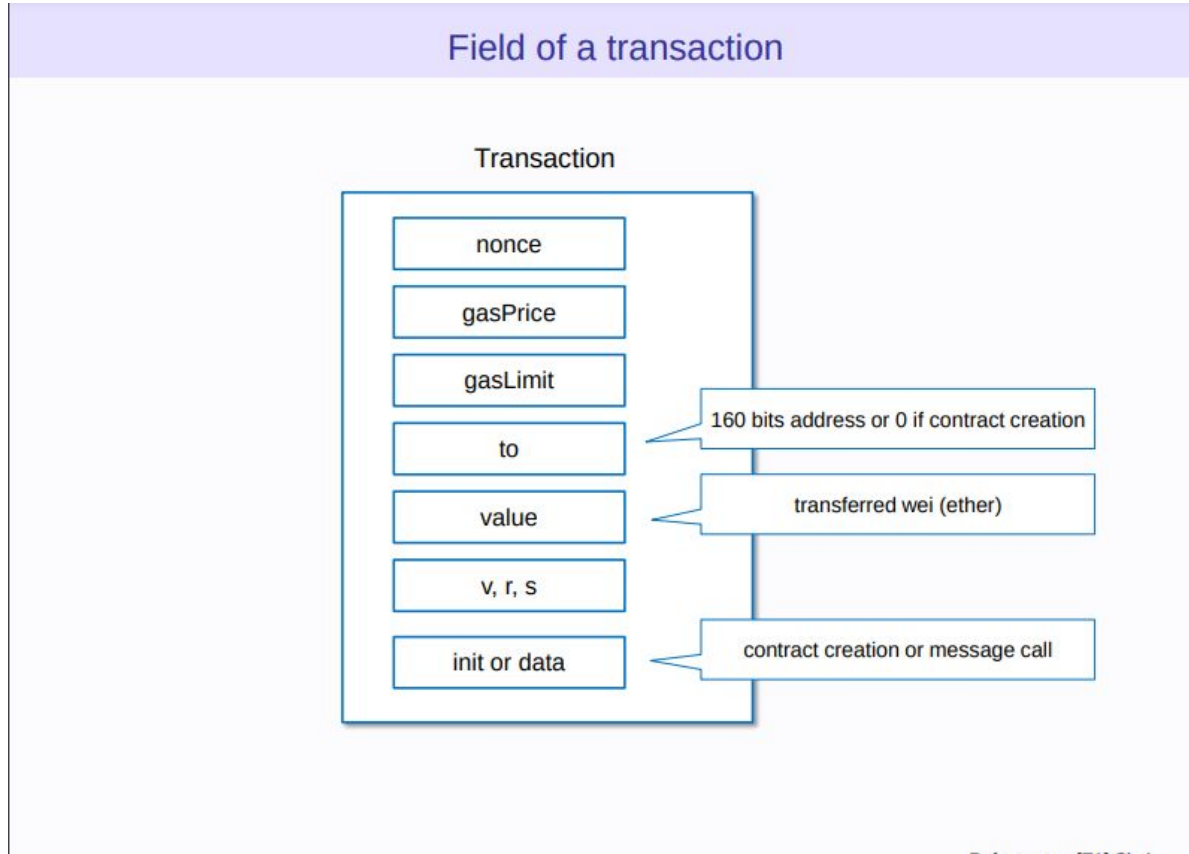 Field of a transaction
Transaction
nonce
gasPrice
gasLimit
to
160 bits address or 0 if contract creation
value
transferred wei (ether)
v, r, s
init or data
contract creation or message call